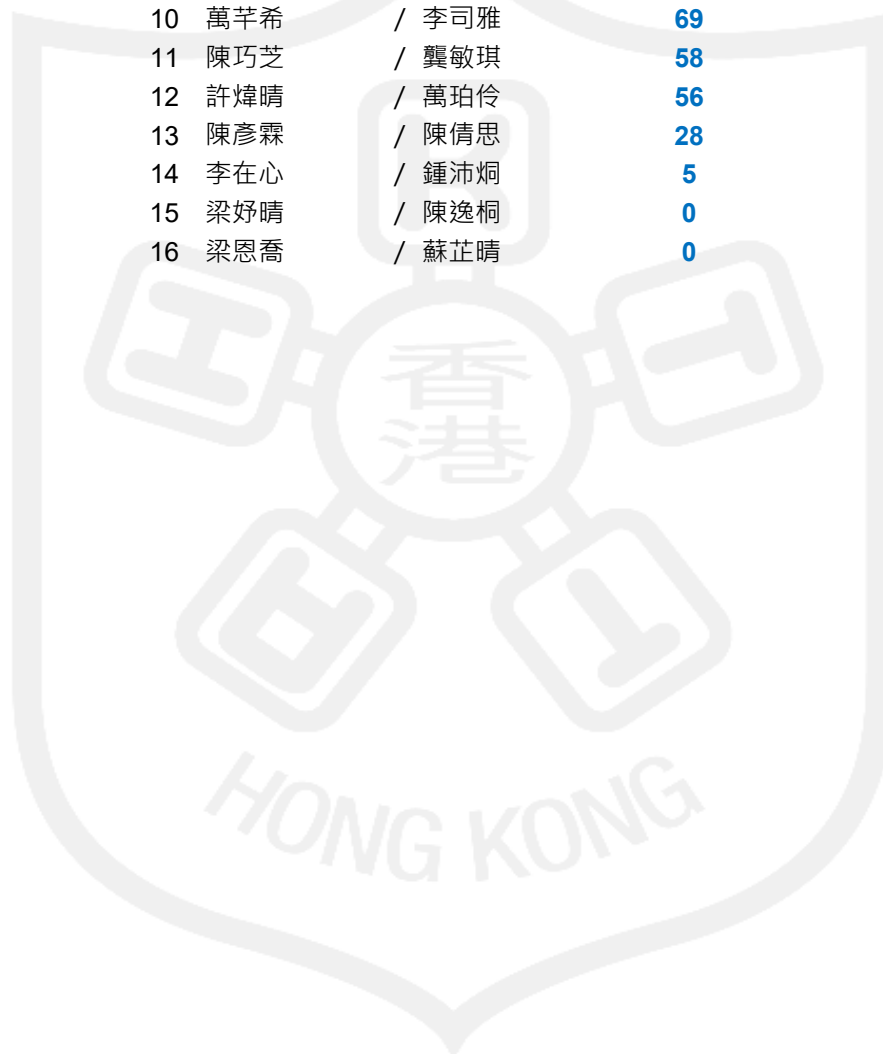 10 萬芊希 / 李司雅 69
11 陳巧芝 / 龔敏琪 58
12 許煒晴 / 萬珀伶 56
13 陳彥霖 / 陳倩思 28
14 李在心 / 鍾沛炯 5
15 梁妤晴 / 陳逸桐 0
16 梁恩喬 / 蘇芷晴 0
K
H
T
香
港
A
T
HONG KONG